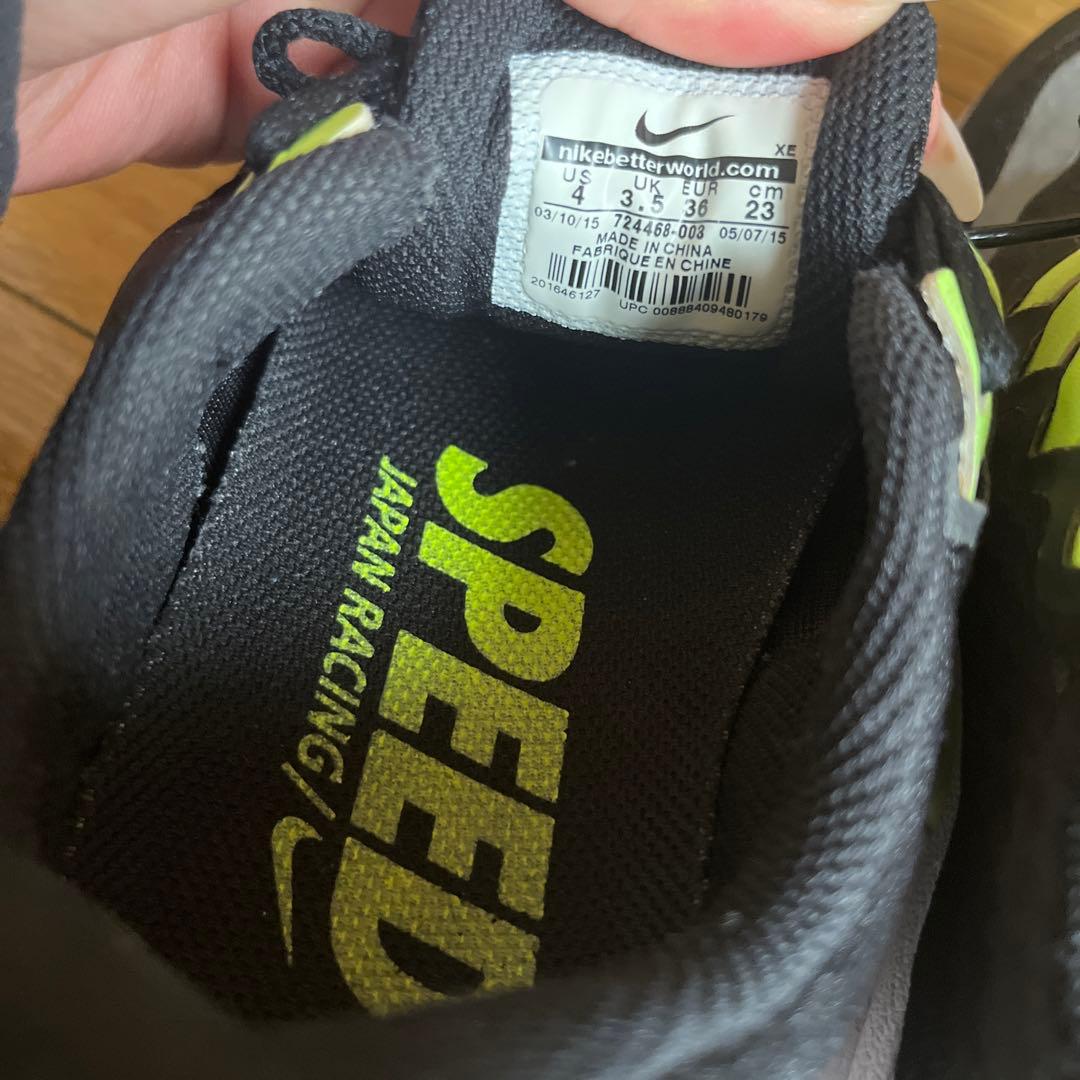 XE
nikebetterworld.com
US UK EUR cm
4 3.5 36 23
03/10/15 724468-003 05/07/15
MADE IN CHINA
FABRIQUE EN CHINE
201646127 UPC 00888409480179
SPEED
JAPAN RACING/